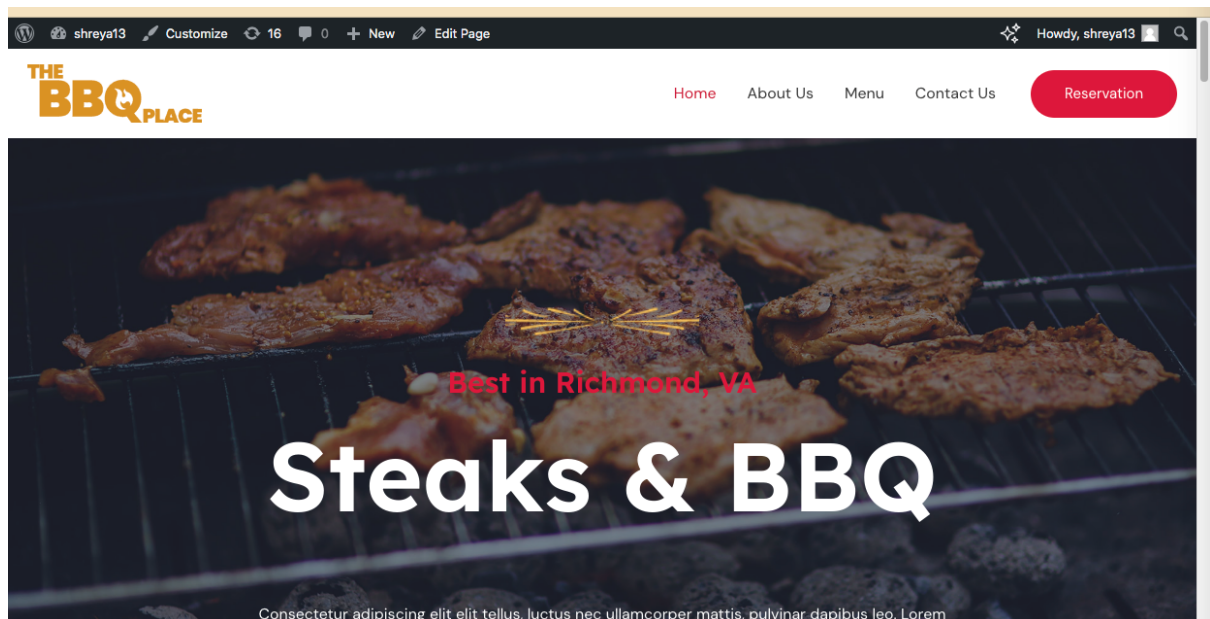 shreya13 Customize 16 0 New Edit Page Howdy, shreya13
THE
BBQ PLACE
Home About Us Menu Contact Us Reservation
Best in Richmond, VA
Steaks & BBQ
Consectetur adipiscing elit elit tellus, luctus nec ullamcorper mattis, pulvinar dapibus leo. Lorem